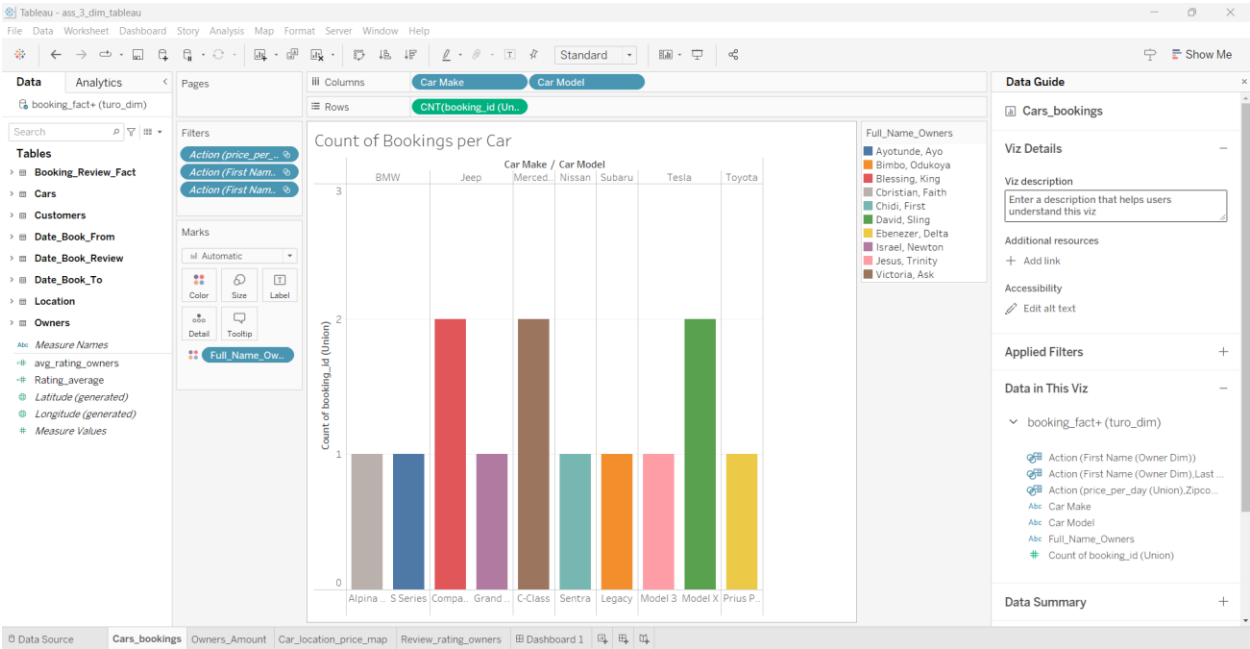 Tableau - ass_3_dim_tableau
File Data Worksheet Dashboard Story Analysis Map Format Server Window Help
Standard
Show Me
Data Analytics
booking_fact+ (turo_dim)
Search
Tables
Booking_Review_Fact
Cars
Customers
Date_Book_From
Date_Book_Review
Date_Book_To
Location
Owners
Abc Measure Names
avg_rating_owners
Rating_average
Latitude (generated)
Longitude (generated)
# Measure Values
Pages
Filters
Action (price_per_..
Action (First Nam..
Action (First Nam..
Marks
Automatic
Color Size Label
Detail Tooltip
Full_Name_Ow..
Columns Car Make Car Model
Rows CNT(booking_id (Un..
Count of Bookings per Car
Car Make / Car Model
BMW Jeep Merced.. Nissan Subaru Tesla Toyota
Count of booking_id (Union)
3
2
1
0
Alpina .. S Series Compa.. Grand .. C-Class Sentra Legacy Model 3 Model X Prius P..
Full_Name_Owners
Ayotunde, Ayo
Bimbo, Odukoya
Blessing, King
Cbristian, Faith
Chidi, First
David, Sling
Ebenezer, Delta
Israel, Newton
Jesus, Trinity
Victoria, Ask
Data Guide
Cars_bookings
Viz Details
Viz description
Enter a description that helps users
understand this viz
Additional resources
+ Add link
Accessibility
Edit alt text
Applied Filters
Data in This Viz
booking_fact+ (turo_dim)
Action (First Name (Owner Dim))
Action (First Name (Owner Dim),Last ...
Action (price_per_day (Union),Zipco...
Abc Car Make
Abc Car Model
Abc Full_Name_Owners
# Count of booking_id (Union)
Data Summary
Data Source Cars_bookings Owners_Amount Car_location_price_map Review_rating_owners Dashboard 1